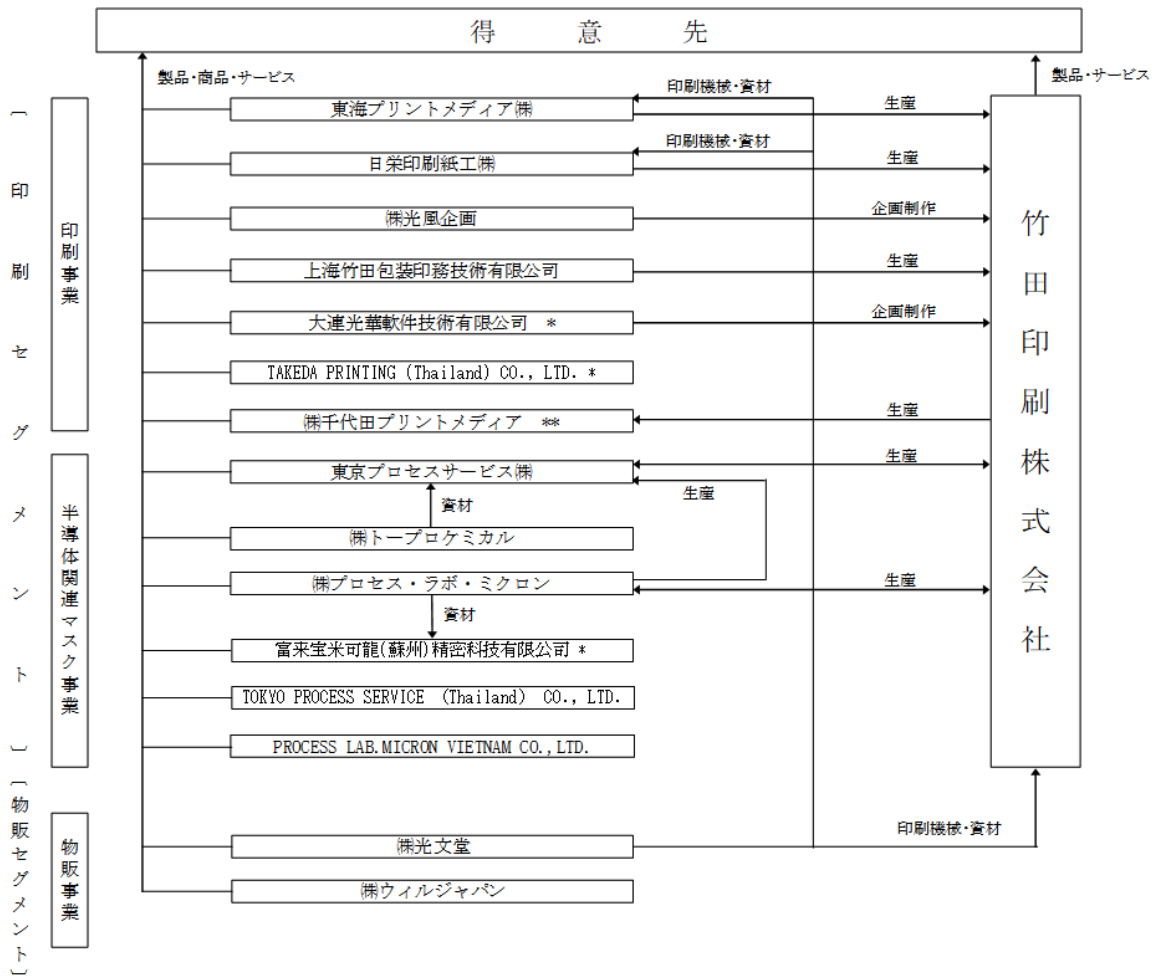 得意先
製品・商品・サービス
製品・サービス
〔印刷セグメント〕
印刷事業
東海プリントメディア㈱
印刷機械・資材
生産
日栄印刷紙工㈱
印刷機械・資材
生産
㈱光風企画
企画制作
上海竹田包装印務技術有限公司
生産
大連光華軟件技術有限公司 *
企画制作
TAKEDA PRINTING (Thailand) CO., LTD. *
㈱千代田プリントメディア **
生産
竹田印刷株式会社
半導体関連マスク事業
東京プロセスサービス㈱
生産
生産
資材
㈱トープロケミカル
㈱プロセス・ラボ・ミクロン
生産
資材
富来宝米可龍(蘇州)精密科技有限公司 *
TOKYO PROCESS SERVICE (Thailand) CO., LTD.
PROCESS LAB.MICRON VIETNAM CO.,LTD.
〔物販セグメント〕
物販事業
㈱光文堂
印刷機械・資材
㈱ウィルジャパン